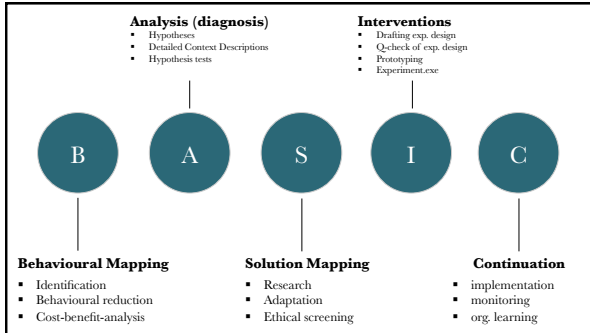 Analysis (diagnosis)
▪ Hypotheses
▪ Detailed Context Descriptions
▪ Hypothesis tests
Interventions
▪ Drafting exp. design
▪ Q-check of exp. design
▪ Prototyping
▪ Experiment.exe
B
A
S
I
C
Behavioural Mapping
▪ Identification
▪ Behavioural reduction
▪ Cost-benefit-analysis
Solution Mapping
▪ Research
▪ Adaptation
▪ Ethical screening
Continuation
▪ implementation
▪ monitoring
▪ org. learning